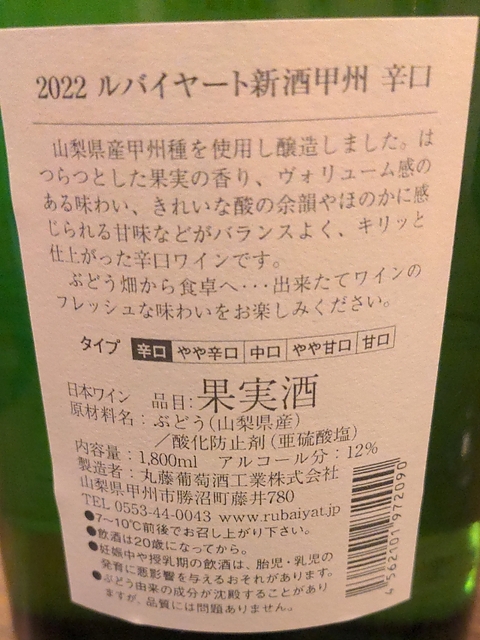 2022 ルバイヤート新酒甲州 辛口
山梨県産甲州種を使用し醸造しました。は
つらつとした果実の香り、ヴォリューム感の
ある味わい、きれいな酸の余韻やほのかに感
じられる甘味などがバランスよく、キリッと
仕上がった辛口ワインです。
ぶどう畑から食卓へ･･･出来たてワインの
フレッシュな味わいをお楽しみください。
タイプ 辛口 やや辛口 中口 やや甘口 甘口
日本ワイン 品目:果実酒
原材料名：ぶどう(山梨県産)
/酸化防止剤(亜硫酸塩)
内容量：1,800ml アルコール分：12%
製造者：丸藤葡萄酒工業株式会社
山梨県甲州市勝沼町藤井780
TEL 0553-44-0043 www.rubaiyat.jp
●7~10℃前後でお召し上がり下さい。
●飲酒は20歳になってから。
●妊娠中や授乳期の飲酒は、胎児・乳児の
発育に悪影響を与えるおそれがあります。
●ぶどう由来の成分が沈殿することがあり
ますが、品質には問題ありません。
4 562101 972090